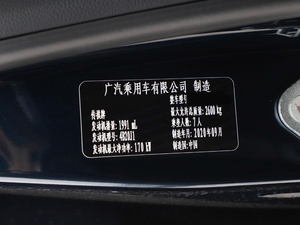 广汽乘用车有限公司 制造
整车型号
传祺牌 最大允许总质量: 2600 kg
发动机排量: 1991 mL 乘坐人数: 7 人
发动机型号: 4B20J1 制造年月: 2020年09月
发动机最大净功率: 170 kW 制造国: 中国